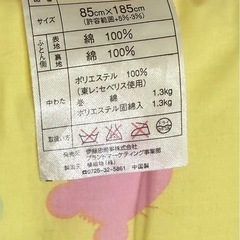 サイズ 85cm×185cm
(許容範囲+5%-3%)
ふとん側 表地 綿 100%
裏地 綿 100%
中わた ポリエステル 100%
(東レ:セベリス使用)
巻 綿 1.3kg
ポリエステル固綿入 1.3kg
取扱い
発売元 伊藤忠商事株式会社
ブランドマーケティング事業部
製造元
☎0725-32-5861 中国製